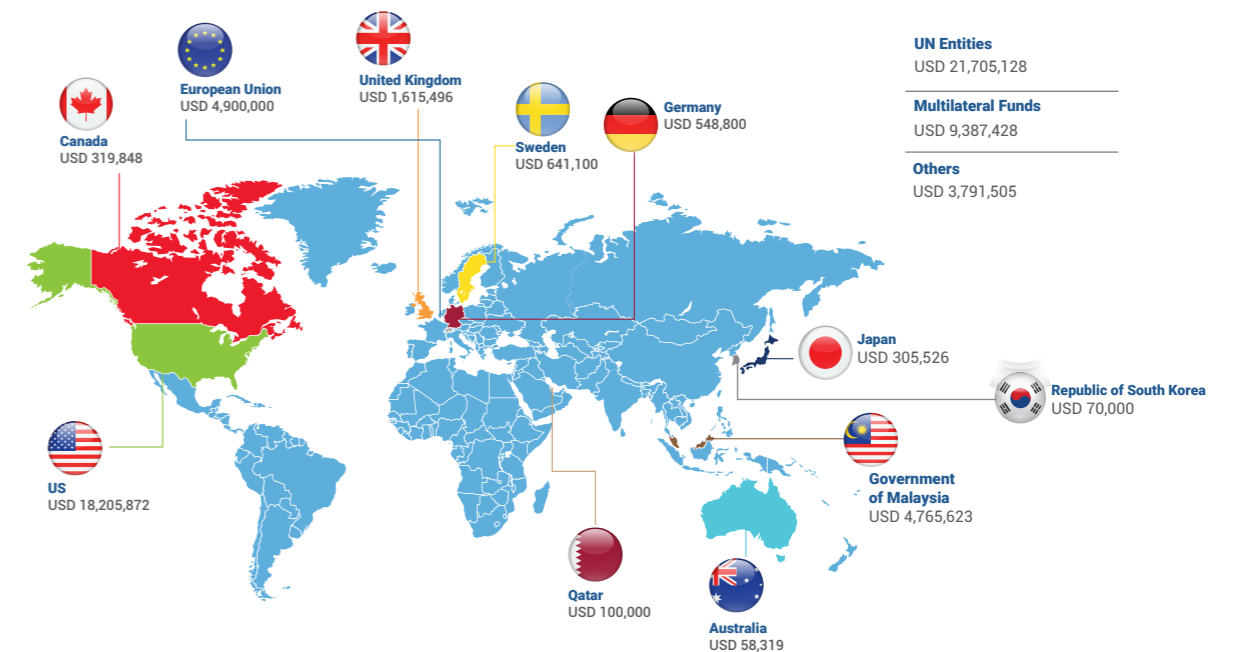 United Kingdom
USD 1,615,496
European Union
USD 4,900,000
Canada
USD 319,848
Sweden
USD 641,100
Germany
USD 548,800
UN Entities
USD 21,705,128
Multilateral Funds
USD 9,387,428
Others
USD 3,791,505
Japan
USD 305,526
Republic of South Korea
USD 70,000
US
USD 18,205,872
Government
of Malaysia
USD 4,765,623
Qatar
USD 100,000
Australia
USD 58,319